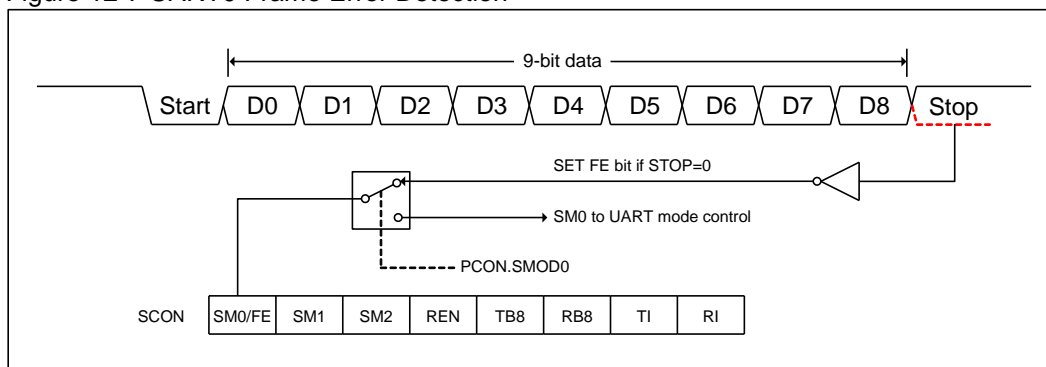 9-bit data
Start D0 D1 D2 D3 D4 D5 D6 D7 D8 Stop
SET FE bit if STOP=0
SM0 to UART mode control
PCON.SMOD0
SCON SM0/FE SM1 SM2 REN TB8 RB8 TI RI